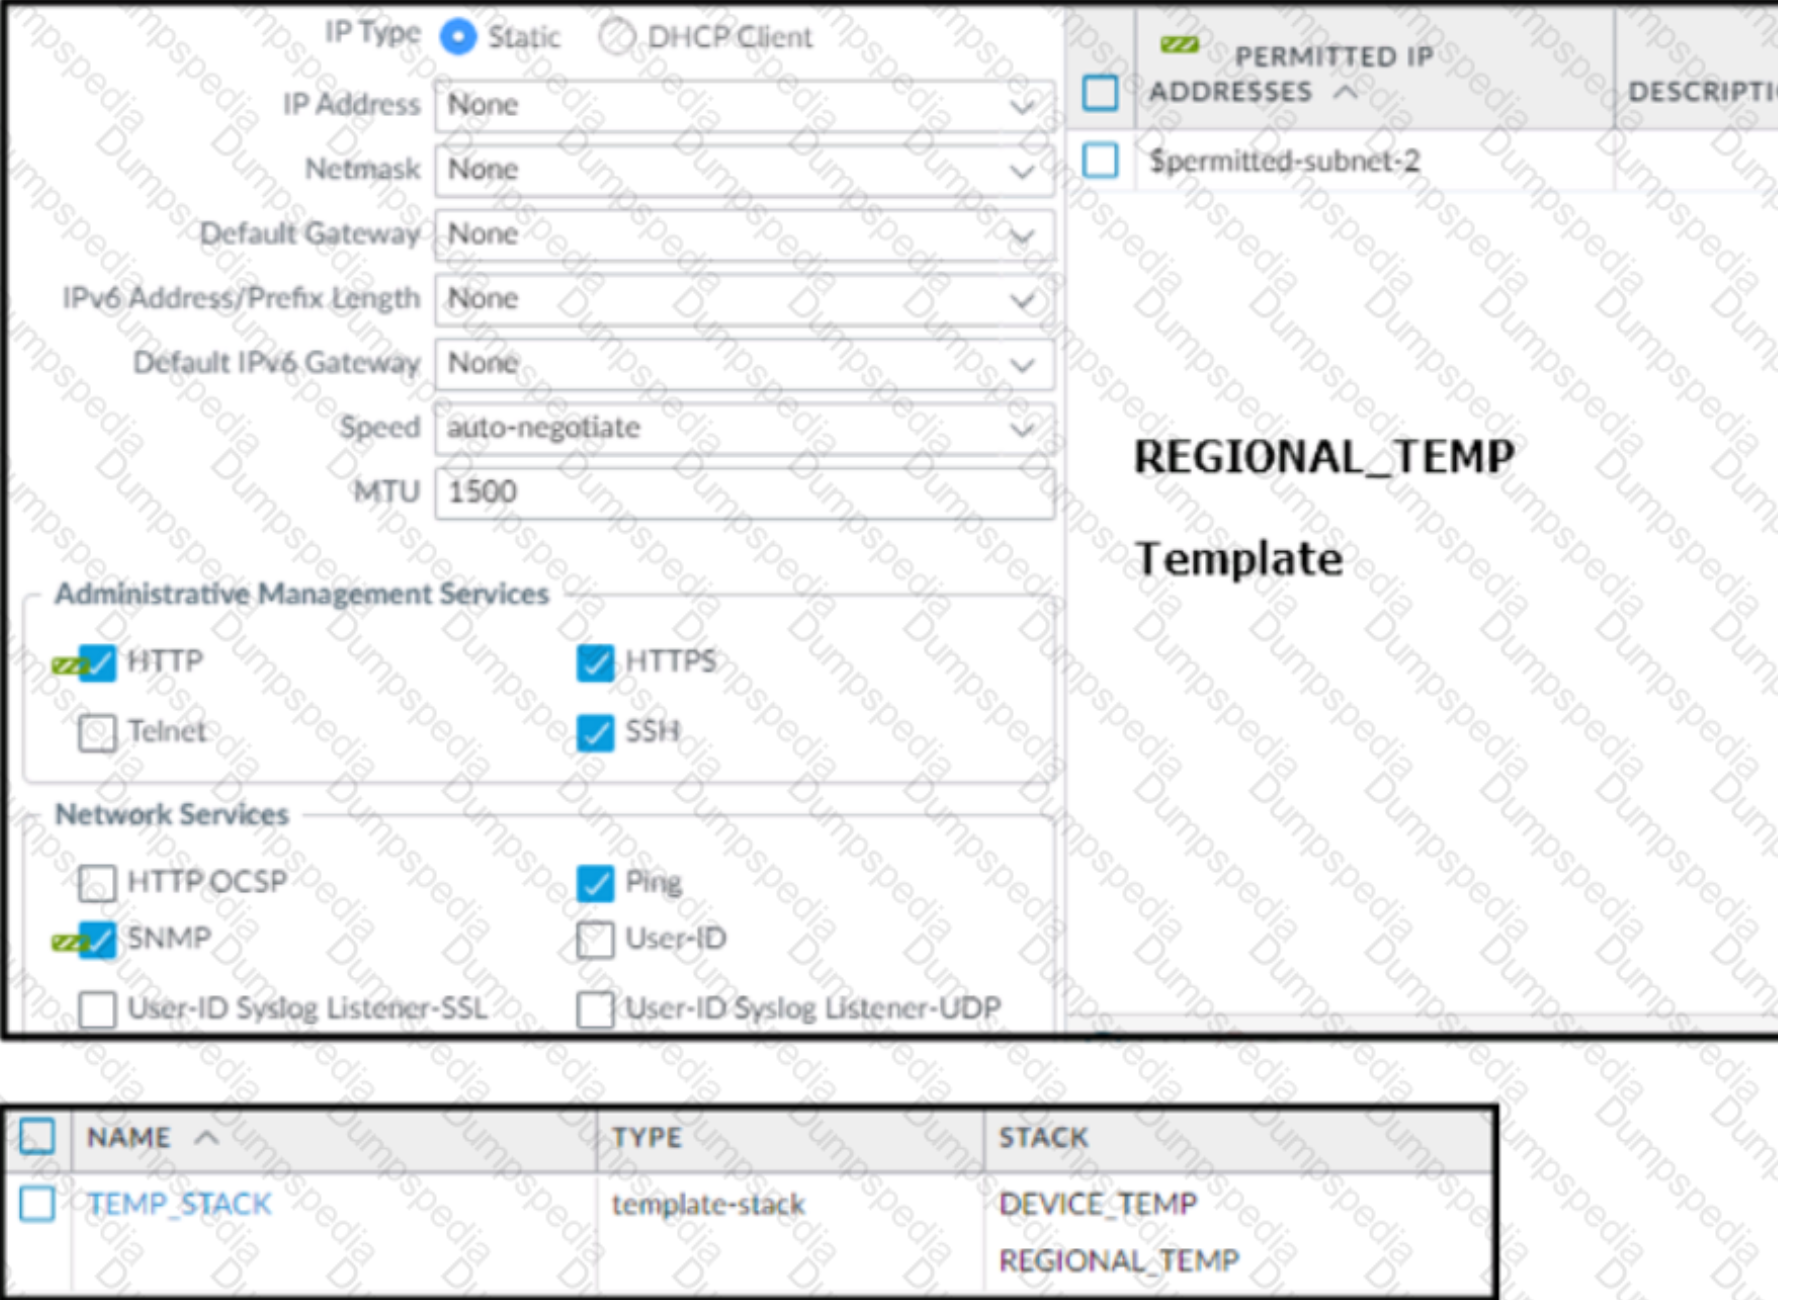 IP Type Static DHCP Client
IP Address None
Netmask None
Default Gateway None
IPv6 Address/Prefix Length None
Default IPv6 Gateway None
Speed auto-negotiate
MTU 1500
Administrative Management Services
HTTP HTTPS
Telnet SSH
Network Services
HTTP OCSP Ping
SNMP User-ID
User-ID Syslog Listener-SSL User-ID Syslog Listener-UDP
PERMITTED IP
ADDRESSES DESCRIPTI
$permitted-subnet-2
REGIONAL_TEMP
Template
NAME TYPE STACK
TEMP_STACK template-stack DEVICE_TEMP
REGIONAL_TEMP
Dumpspedia